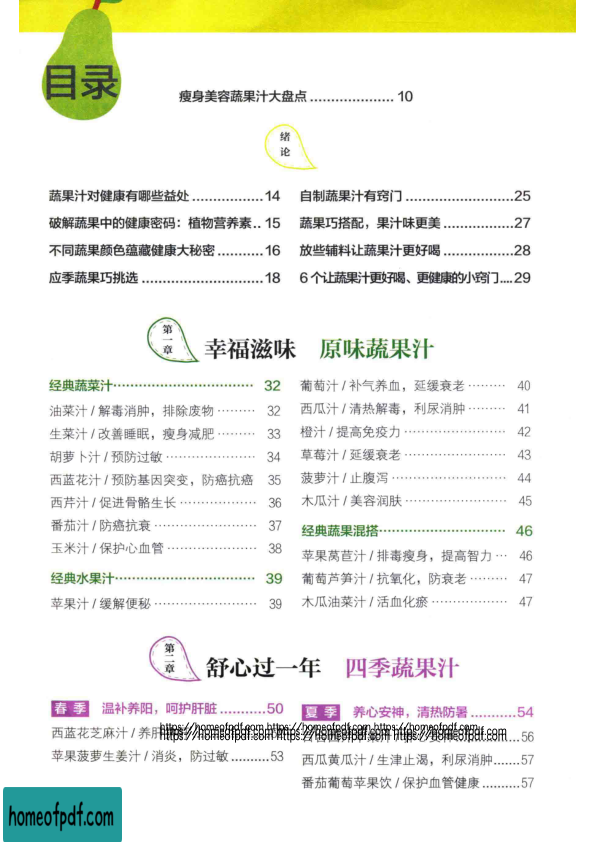 目录
瘦身美容蔬果汁大盘点 .................... 10
绪论
蔬果汁对健康有哪些益处 .................14
破解蔬果中的健康密码：植物营养素.. 15
不同蔬果颜色蕴藏健康大秘密 ...........16
应季蔬果巧挑选 .............................18
自制蔬果汁有窍门 ..........................25
蔬果巧搭配，果汁味更美 .................27
放些辅料让蔬果汁更好喝 .................28
6 个让蔬果汁更好喝、更健康的小窍门....29
第一章
幸福滋味 原味蔬果汁
经典蔬菜汁································ 32
油菜汁 / 解毒消肿，排除废物 ········· 32
生菜汁 / 改善睡眠，瘦身减肥 ········· 33
胡萝卜汁 / 预防过敏 ····················· 34
西蓝花汁 / 预防基因突变，防癌抗癌 35
西芹汁 / 促进骨骼生长 ·················· 36
番茄汁 / 防癌抗衰 ························ 37
玉米汁 / 保护心血管 ····················· 38
经典水果汁································ 39
苹果汁 / 缓解便秘 ························ 39
葡萄汁 / 补气养血，延缓衰老 ········· 40
西瓜汁 / 清热解毒，利尿消肿 ········· 41
橙汁 / 提高免疫力 ························ 42
草莓汁 / 延缓衰老 ························ 43
菠萝汁 / 止腹泻 ··························· 44
木瓜汁 / 美容润肤 ························ 45
经典蔬果混搭····························· 46
苹果莴苣汁 / 排毒瘦身，提高智力 ··· 46
葡萄芦笋汁 / 抗氧化，防衰老 ········· 47
木瓜油菜汁 / 活血化瘀 ·················· 47
第二章
舒心过一年 四季蔬果汁
春 季 温补养阳，呵护肝脏 ...........50
西蓝花芝麻汁 / 养肝
苹果菠萝生姜汁 / 消炎，防过敏 ..........53
夏 季 养心安神，清热防暑 ...........54
...56
西瓜黄瓜汁 / 生津止渴，利尿消肿.......57
番茄葡萄苹果饮 / 保护血管健康 ..........57
https://homeofpdf.com https://homeofpdf.com https://homeofpdf.com
homeofpdf.com